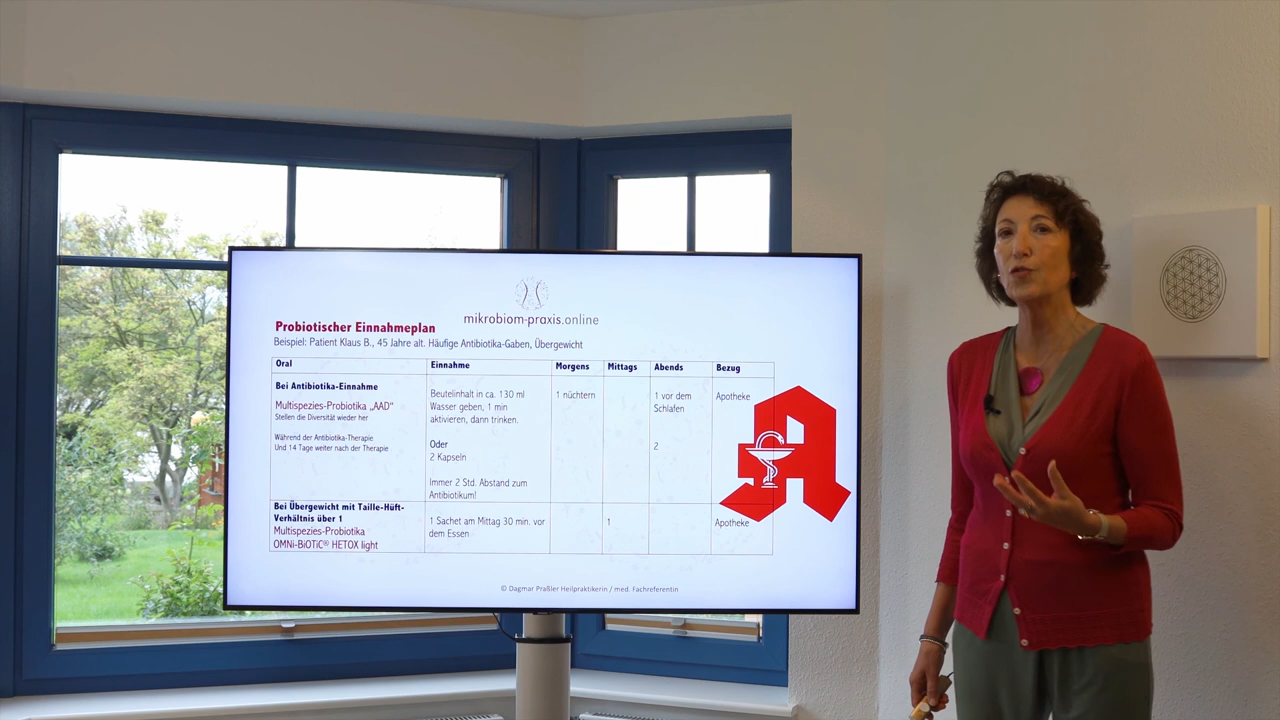 mikrobiom-praxis.online
Probiotischer Einnahmeplan
Beispiel: Patient Klaus B., 45 Jahre alt. Häufige Antibiotika-Gaben, Übergewicht
Oral Einnahme Morgens Mittags Abends Bezug
Bei Antibiotika-Einnahme
Multispezies-Probiotika „AAD"
Stellen die Diversität wieder her
Während der Antibiotika-Therapie
Und 14 Tage weiter nach der Therapie
Beutelinhalt in ca. 130 ml
Wasser geben, 1 min
aktivieren, dann trinken.
Oder
2 Kapseln
Immer 2 Std. Abstand zum
Antibiotikum!
1 nüchtern
1 vor dem
Schlafen
2
Apotheke
Bei Übergewicht mit Taille-Hüft-
Verhältnis über 1
Multispezies-Probiotika
OMNi-BiOTiC® HETOX light
1 Sachet am Mittag 30 min. vor
dem Essen
1
Apotheke
© Dagmar Praßler Heilpraktikerin / med. Fachreferentin